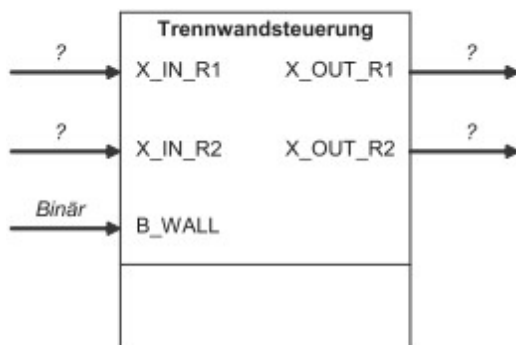 Trennwandsteuerung
? X_IN_R1 X_OUT_R1 ?
? X_IN_R2 X_OUT_R2 ?
Binär B_WALL